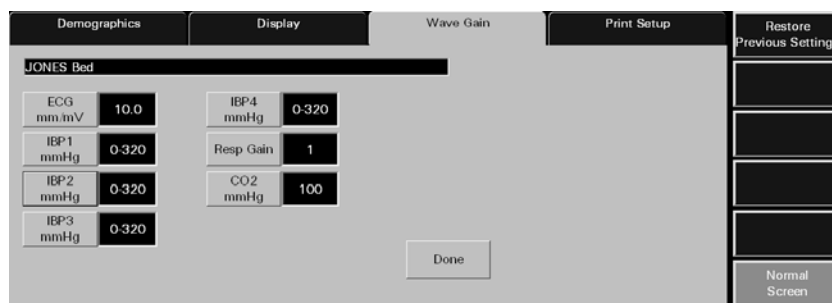 Demographics
Display
Wave Gain
Print Setup
Restore
Previous Setting
JONES Bed
ECG
mm/mV
10.0
IBP4
mmHg
0-320
IBP1
mmHg
0-320
Resp Gain
1
IBP2
mmHg
0-320
CO2
mmHg
100
IBP3
mmHg
0-320
Done
Normal
Screen